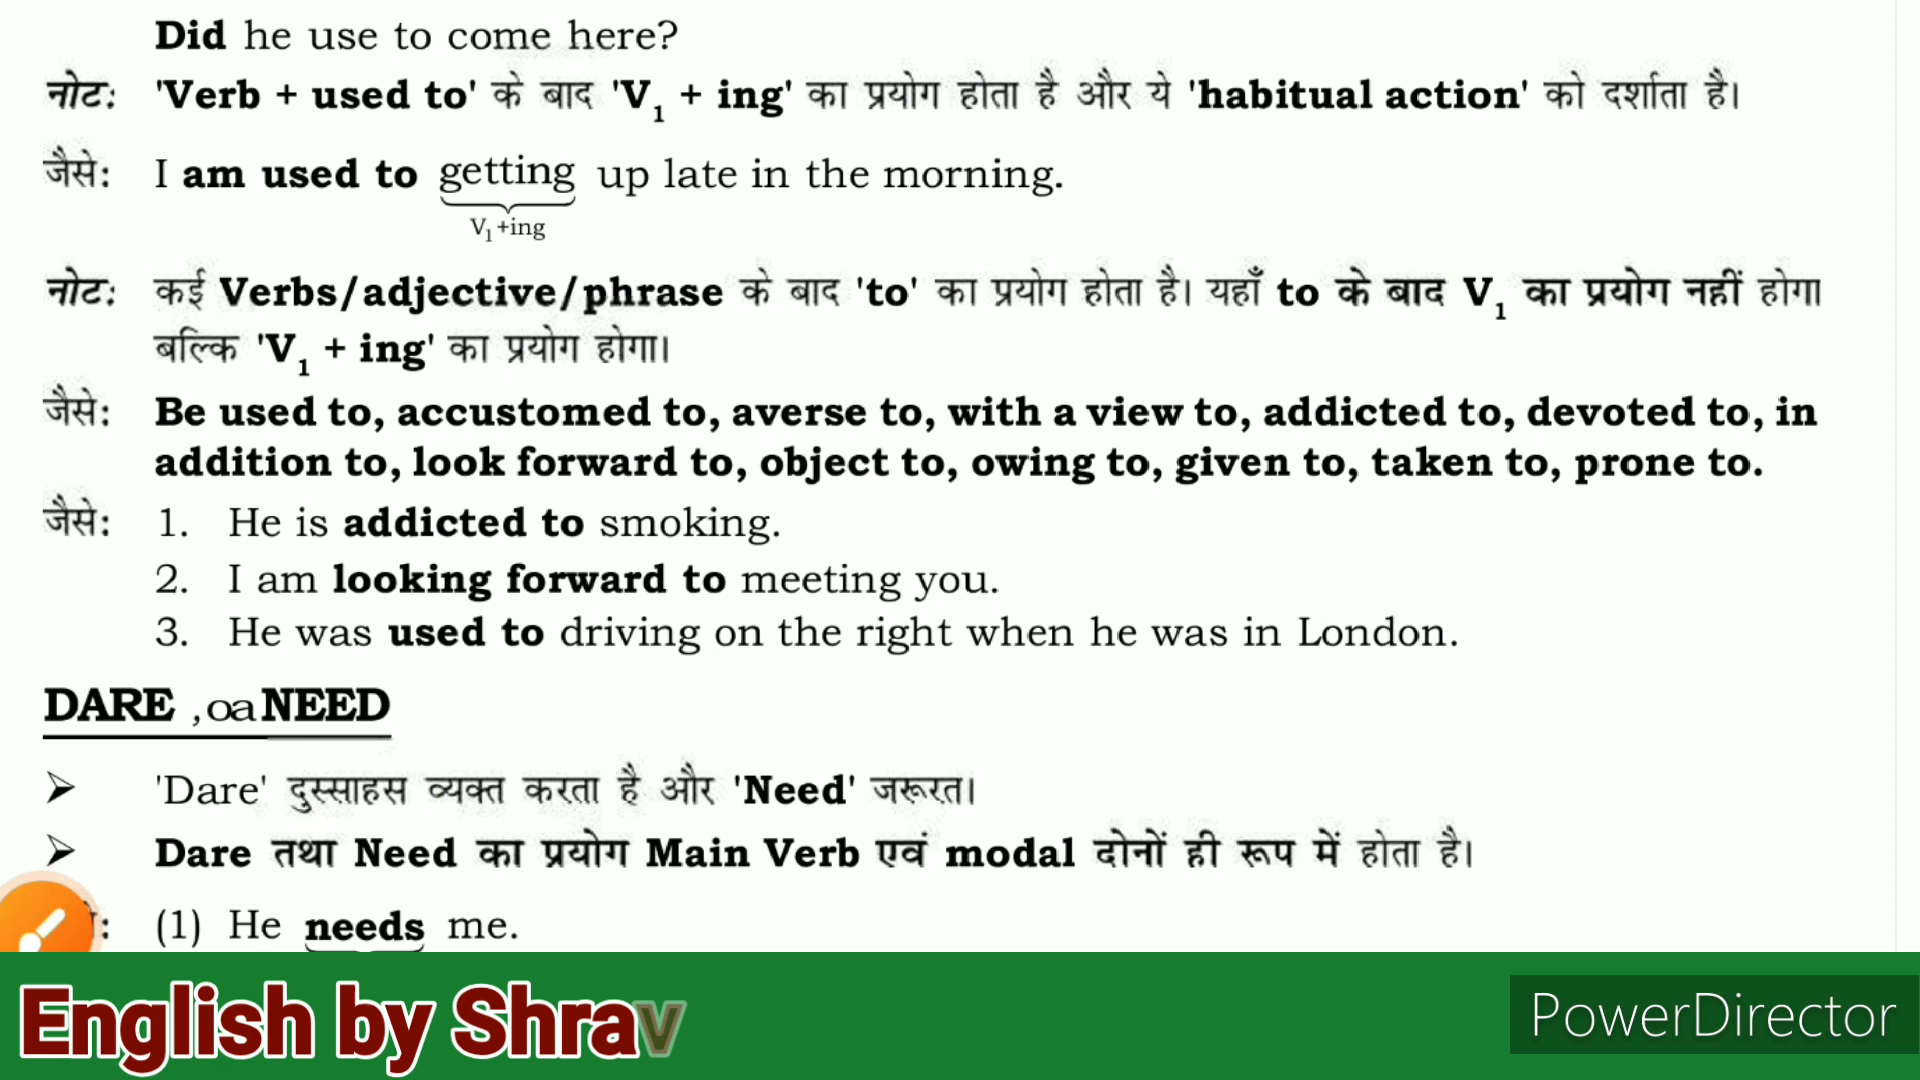 Did he use to come here?
नोट: 'Verb + used to' के बाद 'V1 + ing' का प्रयोग होता है और ये 'habitual action' को दर्शाता है।
जैसे: I am used to getting up late in the morning.
V1+ing
नोट: कई Verbs/adjective/phrase के बाद 'to' का प्रयोग होता है। यहाँ to के बाद V1 का प्रयोग नहीं होगा
बल्कि 'V1 + ing' का प्रयोग होगा।
जैसे: Be used to, accustomed to, averse to, with a view to, addicted to, devoted to, in
addition to, look forward to, object to, owing to, given to, taken to, prone to.
जैसे: 1. He is addicted to smoking.
2. I am looking forward to meeting you.
3. He was used to driving on the right when he was in London.
DARE ,oa NEED
➢ 'Dare' दुस्साहस व्यक्त करता है और 'Need' जरूरत।
➢ Dare तथा Need का प्रयोग Main Verb एवं modal दोनों ही रूप में होता है।
(1) He needs me.
English by Shrav
PowerDirector